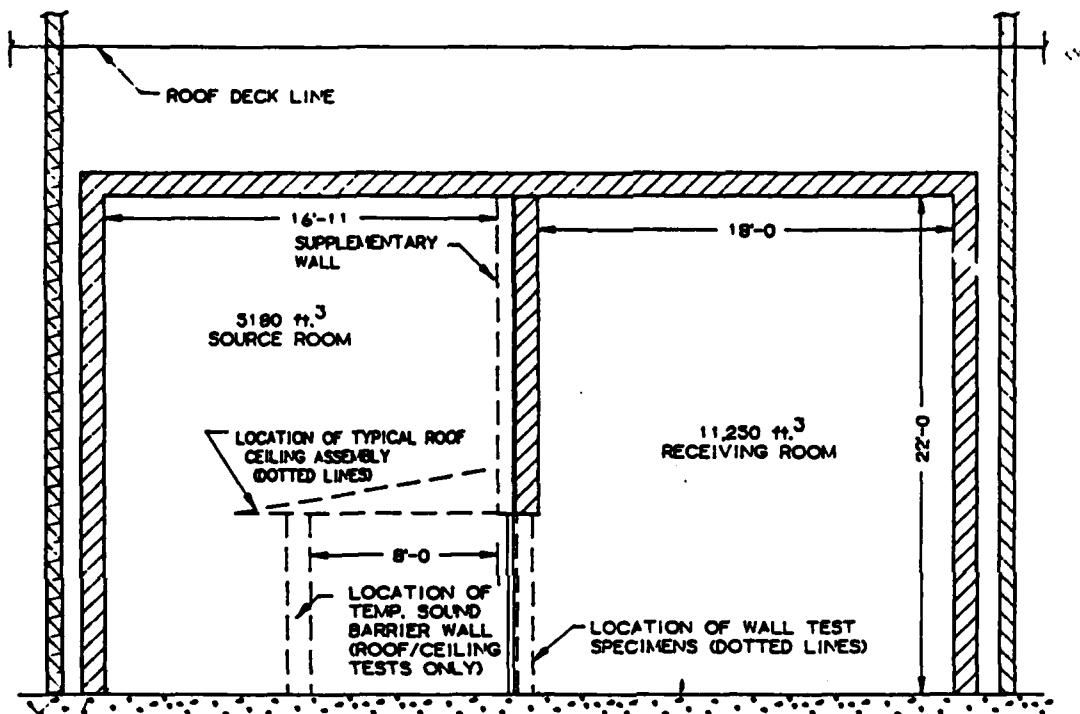 ROOF DECK LINE
16'-11
SUPPLEMENTARY
WALL
18'-0
5180 ft.3
SOURCE ROOM
LOCATION OF TYPICAL ROOF
CEILING ASSEMBLY
(DOTTED LINES)
11,250 ft.3
RECEIVING ROOM
22'-0
8'-0
LOCATION OF
TEMP. SOUND
BARRIER WALL
(ROOF/CEILING
TESTS ONLY)
LOCATION OF WALL TEST
SPECIMENS (DOTTED LINES)